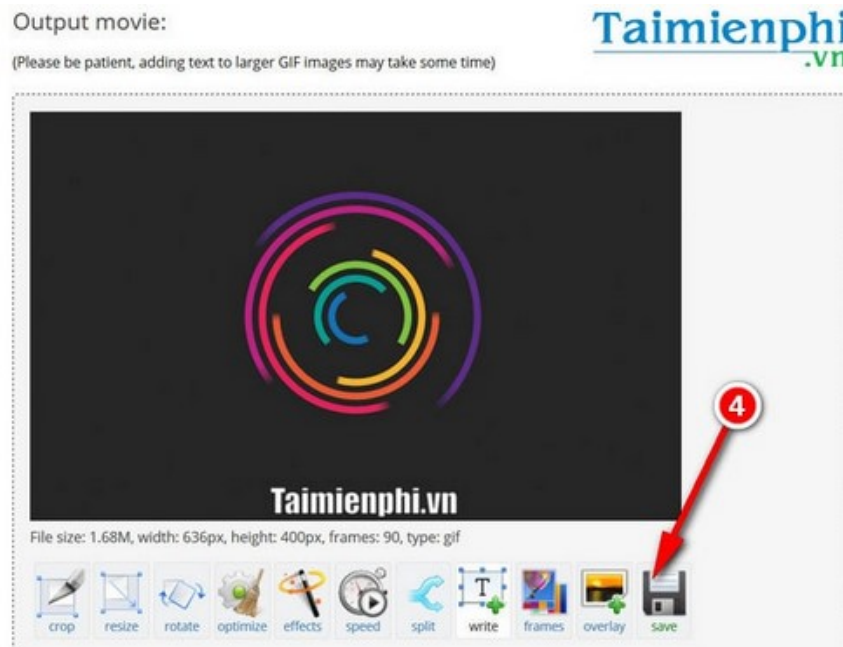 Output movie:
Taimienphi
.vn
(Please be patient, adding text to larger GIF images may take some time)
4
Taimienphi.vn
File size: 1.68M, width: 636px, height: 400px, frames: 90, type: gif
T
crop resize rotate optimize effects speed split write frames overlay save